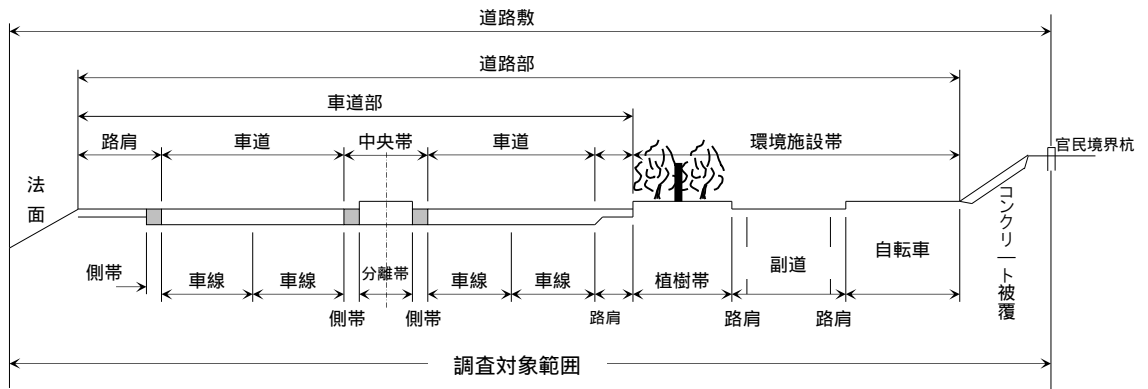 道路敷
道路部
車道部
路肩 車道 中央帯 車道 環境施設帯
官民境界杭
法面
コンクリート被覆
側帯 車線 車線 分離帯 車線 車線 植樹帯 副道 自転車
側帯 側帯 路肩 路肩 路肩
調査対象範囲